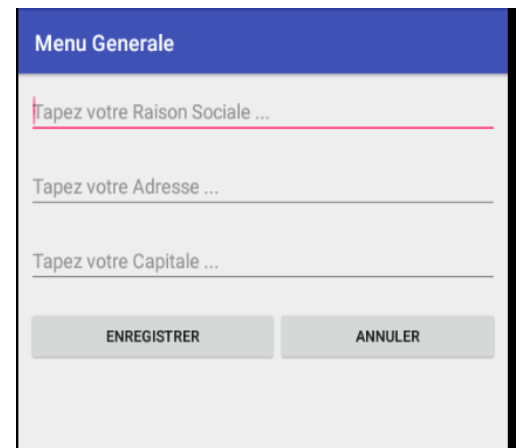 Menu Generale
Tapez votre Raison Sociale ...
Tapez votre Adresse ...
Tapez votre Capitale ...
ENREGISTRER ANNULER